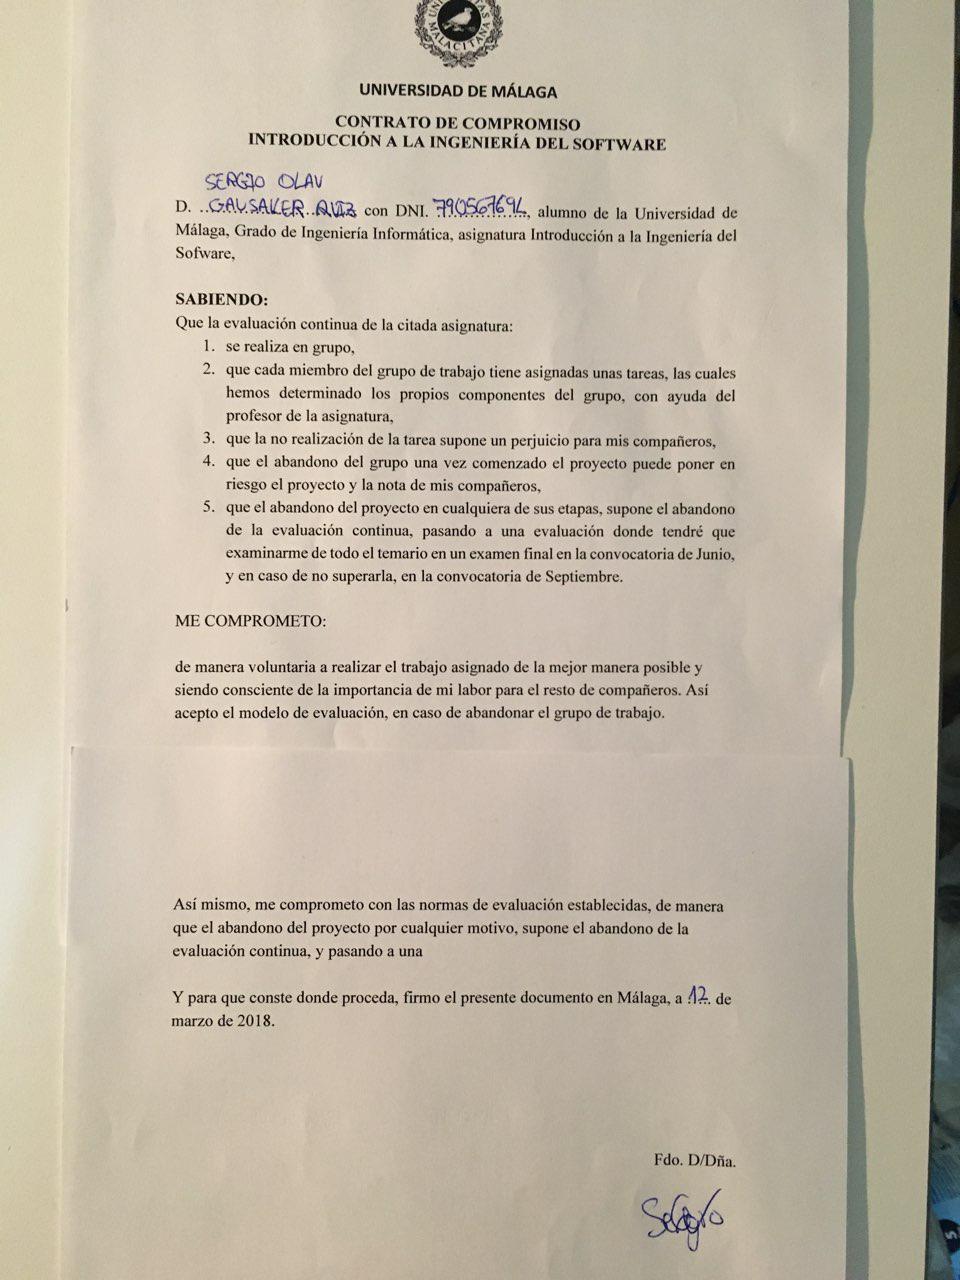 MALACITANA
UNIVERSIDAD DE MÁLAGA
CONTRATO DE COMPROMISO
INTRODUCCIÓN A LA INGENIERÍA DEL SOFTWARE
SERGIO OLAV
D. ..GAVSAKER..RUIZ con DNI. 79056769L, alumno de la Universidad de
Málaga, Grado de Ingeniería Informática, asignatura Introducción a la Ingeniería del
Sofware,
SABIENDO:
Que la evaluación continua de la citada asignatura:
1. se realiza en grupo,
2. que cada miembro del grupo de trabajo tiene asignadas unas tareas, las cuales
hemos determinado los propios componentes del grupo, con ayuda del
profesor de la asignatura,
3. que la no realización de la tarea supone un perjuicio para mis compañeros,
4. que el abandono del grupo una vez comenzado el proyecto puede poner en
riesgo el proyecto y la nota de mis compañeros,
5. que el abandono del proyecto en cualquiera de sus etapas, supone el abandono
de la evaluación continua, pasando a una evaluación donde tendré que
examinarme de todo el temario en un examen final en la convocatoria de Junio,
y en caso de no superarla, en la convocatoria de Septiembre.
ME COMPROMETO:
de manera voluntaria a realizar el trabajo asignado de la mejor manera posible y
siendo consciente de la importancia de mi labor para el resto de compañeros. Así
acepto el modelo de evaluación, en caso de abandonar el grupo de trabajo.
Así mismo, me comprometo con las normas de evaluación establecidas, de manera
que el abandono del proyecto por cualquier motivo, supone el abandono de la
evaluación continua, y pasando a una
Y para que conste donde proceda, firmo el presente documento en Málaga, a .12. de
marzo de 2018.
Fdo. D/Dña.